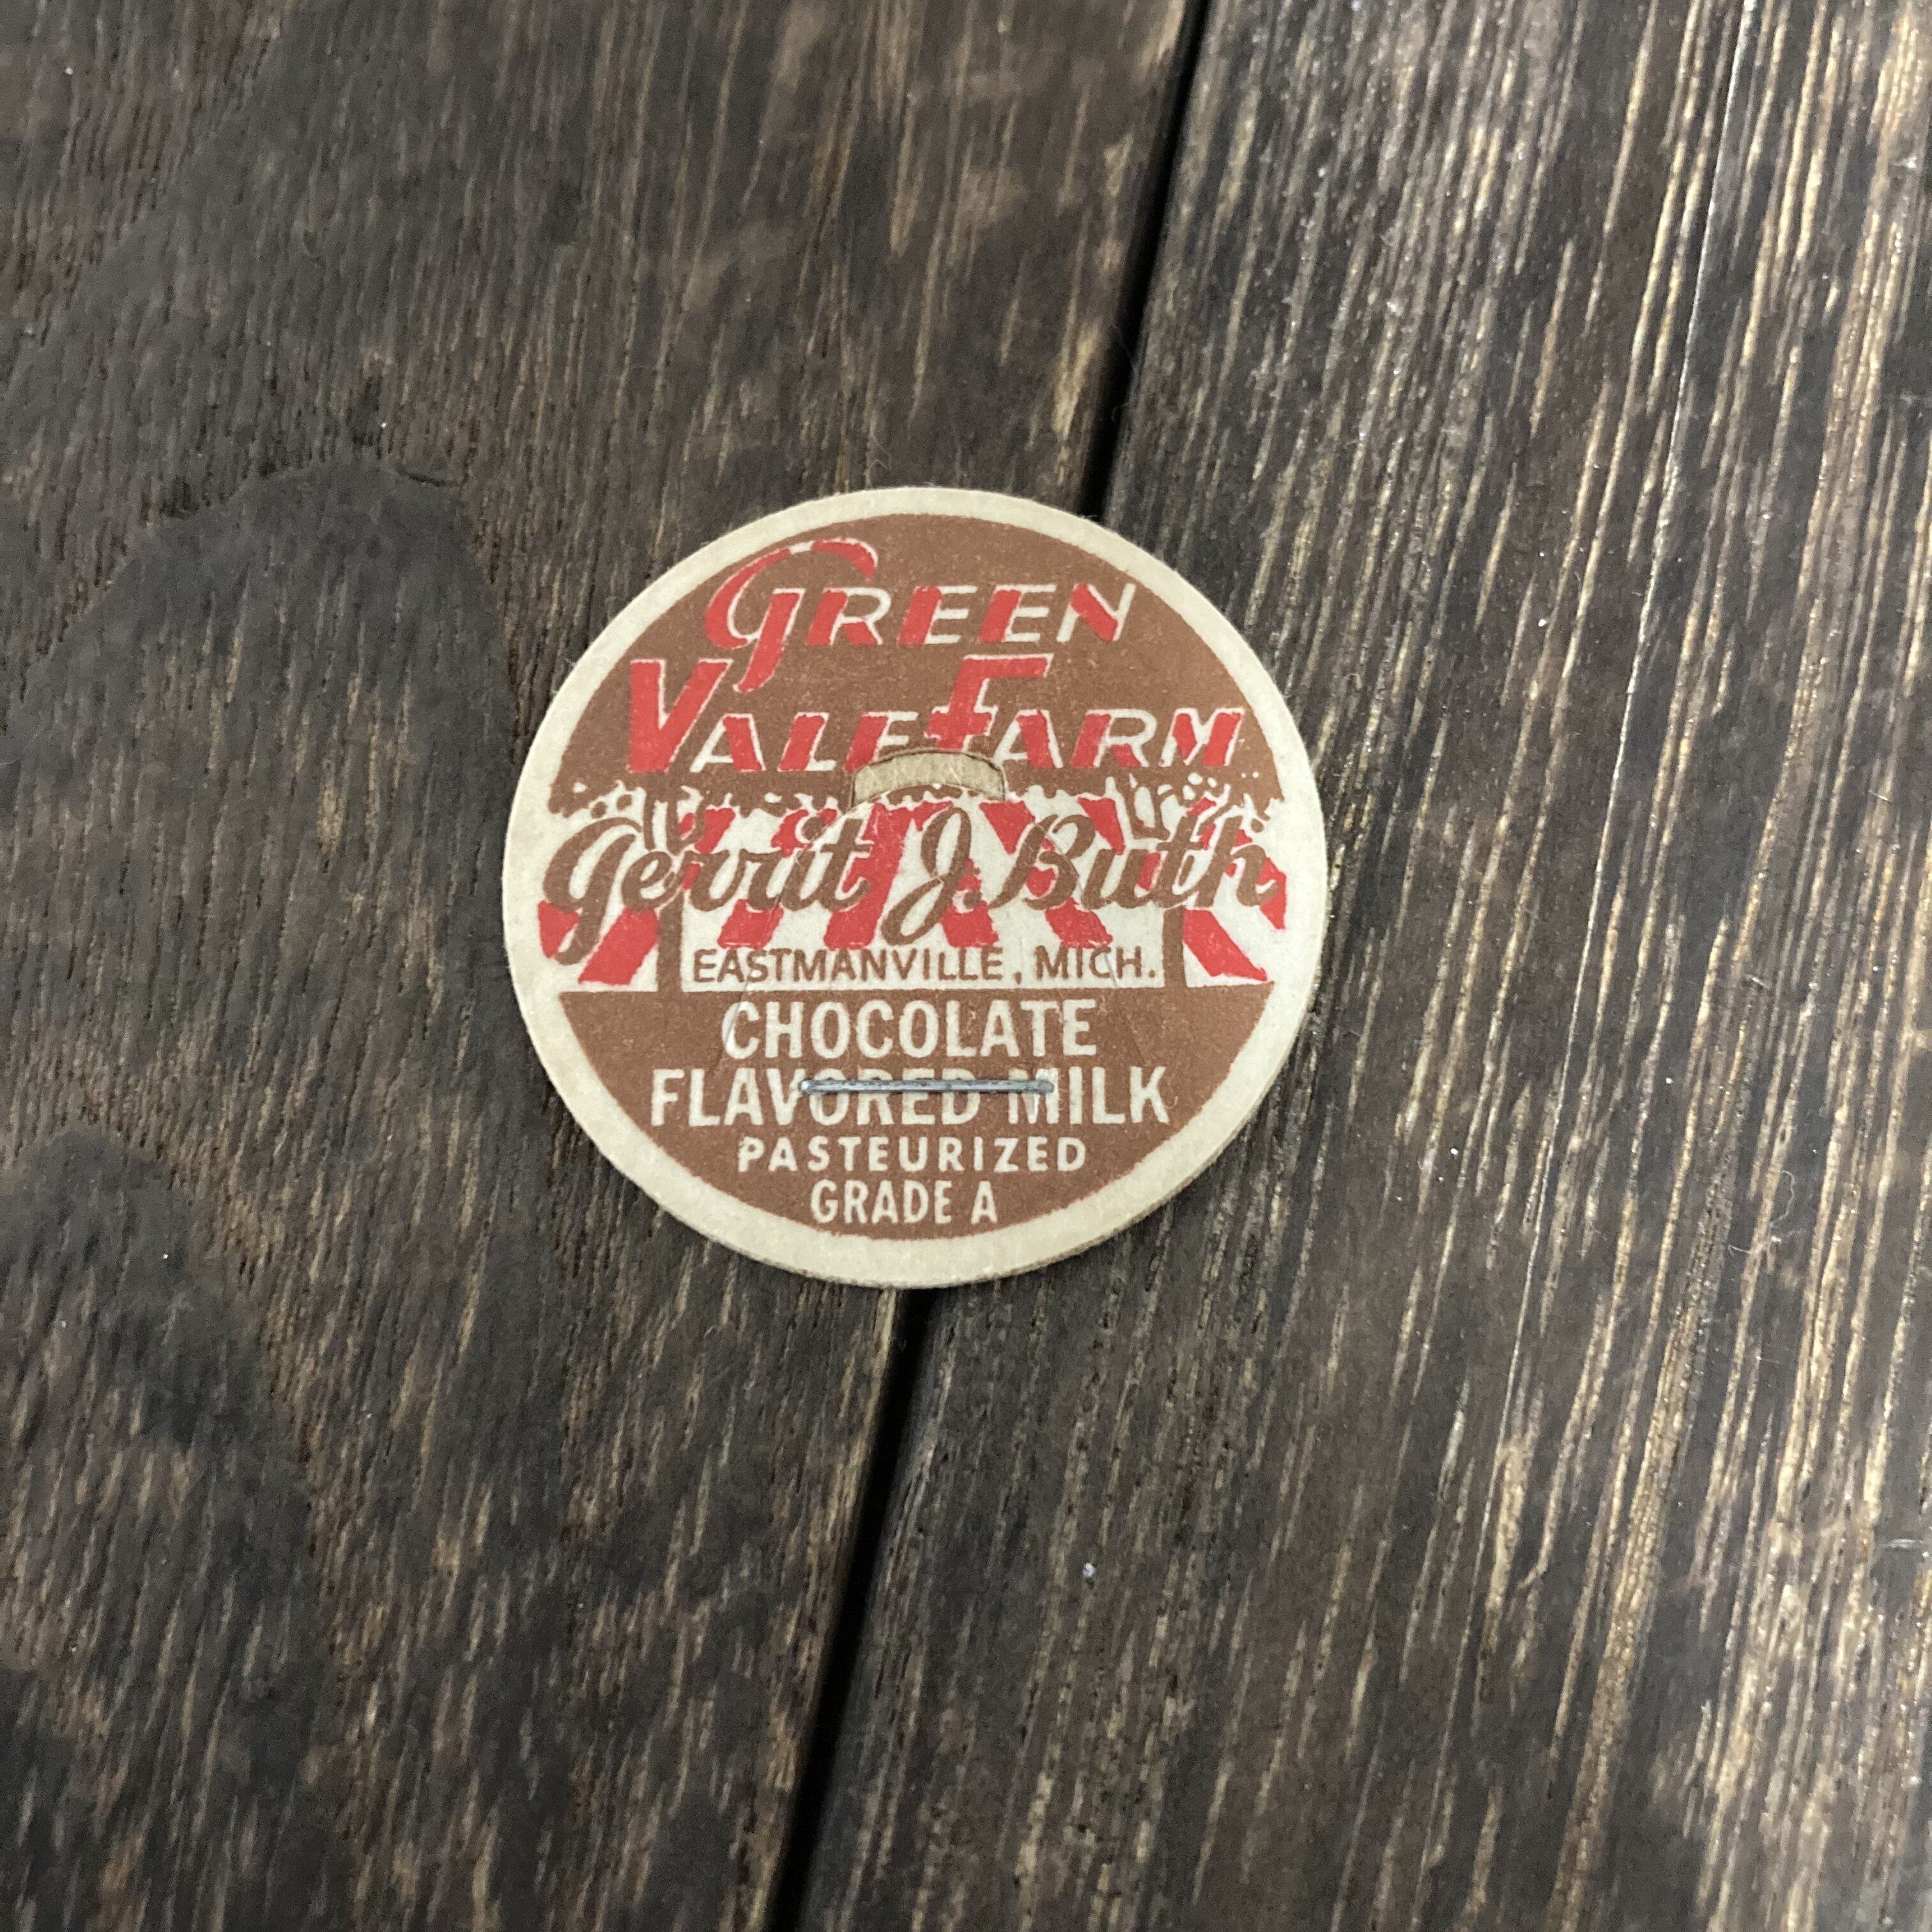 GREEN
VALE FARM
Gerrit J. Buth
EASTMANVILLE, MICH.
CHOCOLATE
FLAVORED MILK
PASTEURIZED
GRADE A